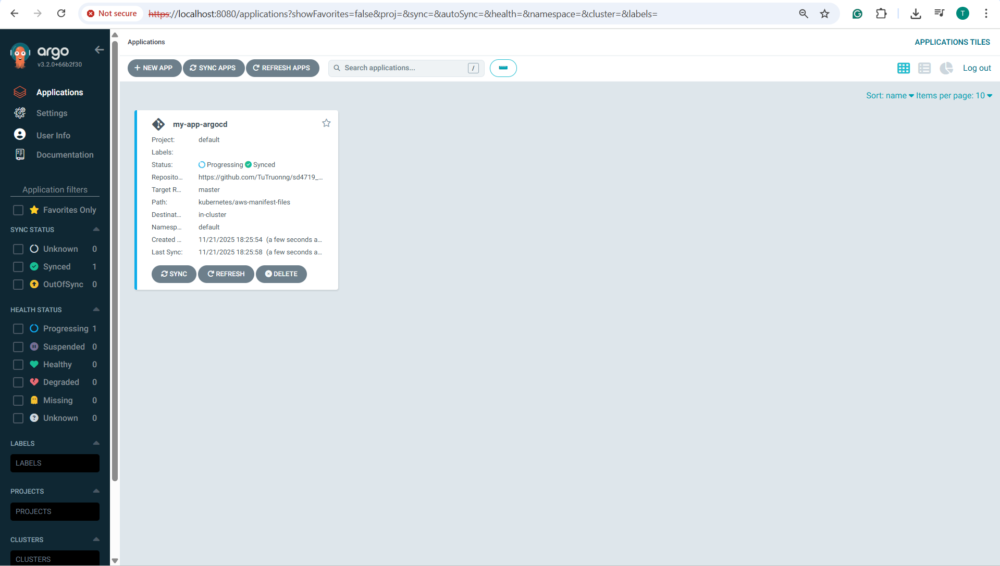 Not secure https://localhost:8080/applications?showFavorites=false&proj=&sync=&autoSync=&health=&namespace=&cluster=&labels= T
argo
v3.2.0+66b2f30
Applications
Settings
User Info
Documentation
Application filters
Favorites Only
SYNC STATUS
Unknown 0
Synced 1
OutOfSync 0
HEALTH STATUS
Progressing 1
Suspended 0
Healthy 0
Degraded 0
Missing 0
Unknown 0
LABELS
LABELS
PROJECTS
PROJECTS
CLUSTERS
CLUSTERS
Applications APPLICATIONS TILES
+ NEW APP SYNC APPS REFRESH APPS Search applications... / Log out
Sort: name Items per page: 10
my-app-argocd
Project: default
Labels:
Status: Progressing Synced
Reposito... https://github.com/TuTruonng/sd4719_...
Target R... master
Path: kubernetes/aws-manifest-files
Destinat... in-cluster
Namesp... default
Created ... 11/21/2025 18:25:54 (a few seconds a...
Last Sync: 11/21/2025 18:25:58 (a few seconds a...
SYNC REFRESH DELETE